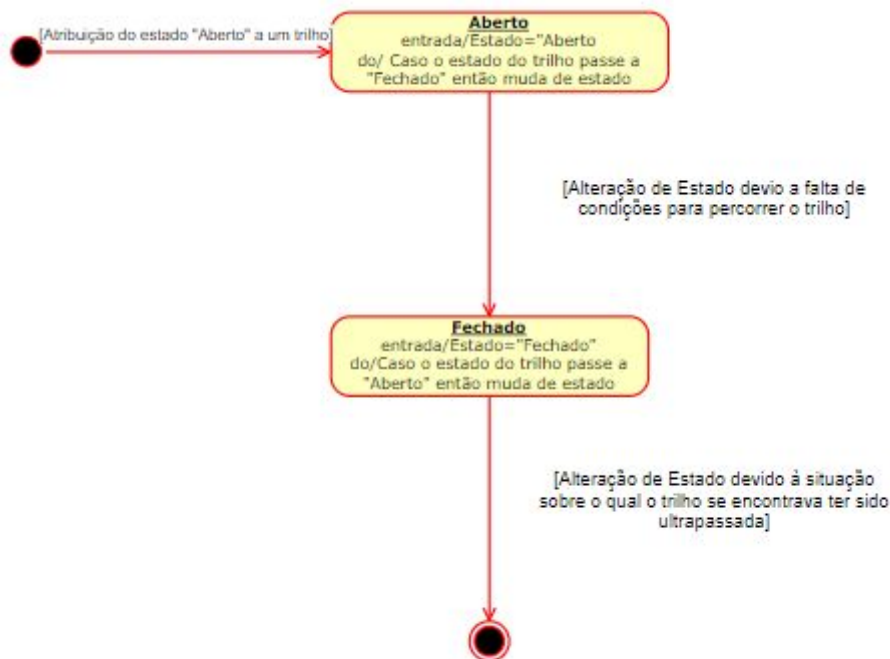 [Atribuição do estado "Aberto" a um trilho]
Aberto
entrada/Estado="Aberto
do/ Caso o estado do trilho passe a
"Fechado" então muda de estado
[Alteração de Estado devio a falta de
condições para percorrer o trilho]
Fechado
entrada/Estado="Fechado"
do/Caso o estado do trilho passe a
"Aberto" então muda de estado
[Alteração de Estado devido à situação
sobre o qual o trilho se encontrava ter sido
ultrapassada]